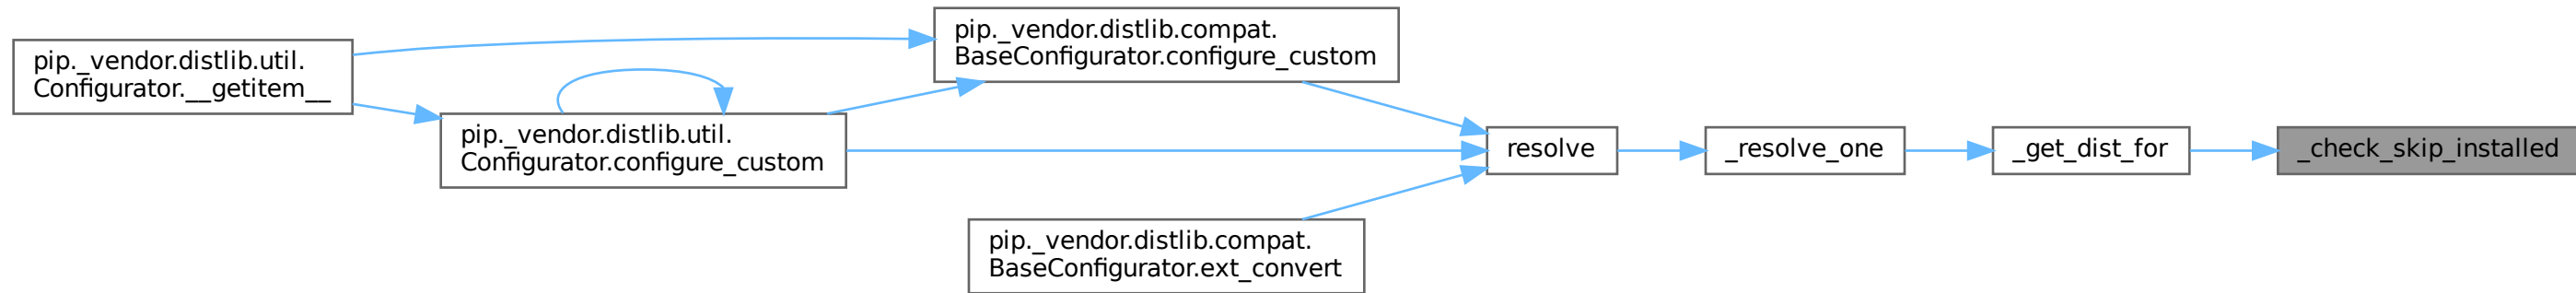 pip._vendor.distlib.util.
Configurator.__getitem__
pip._vendor.distlib.util.
Configurator.configure_custom
pip._vendor.distlib.compat.
BaseConfigurator.configure_custom
pip._vendor.distlib.compat.
BaseConfigurator.ext_convert
resolve
_resolve_one
_get_dist_for
_check_skip_installed